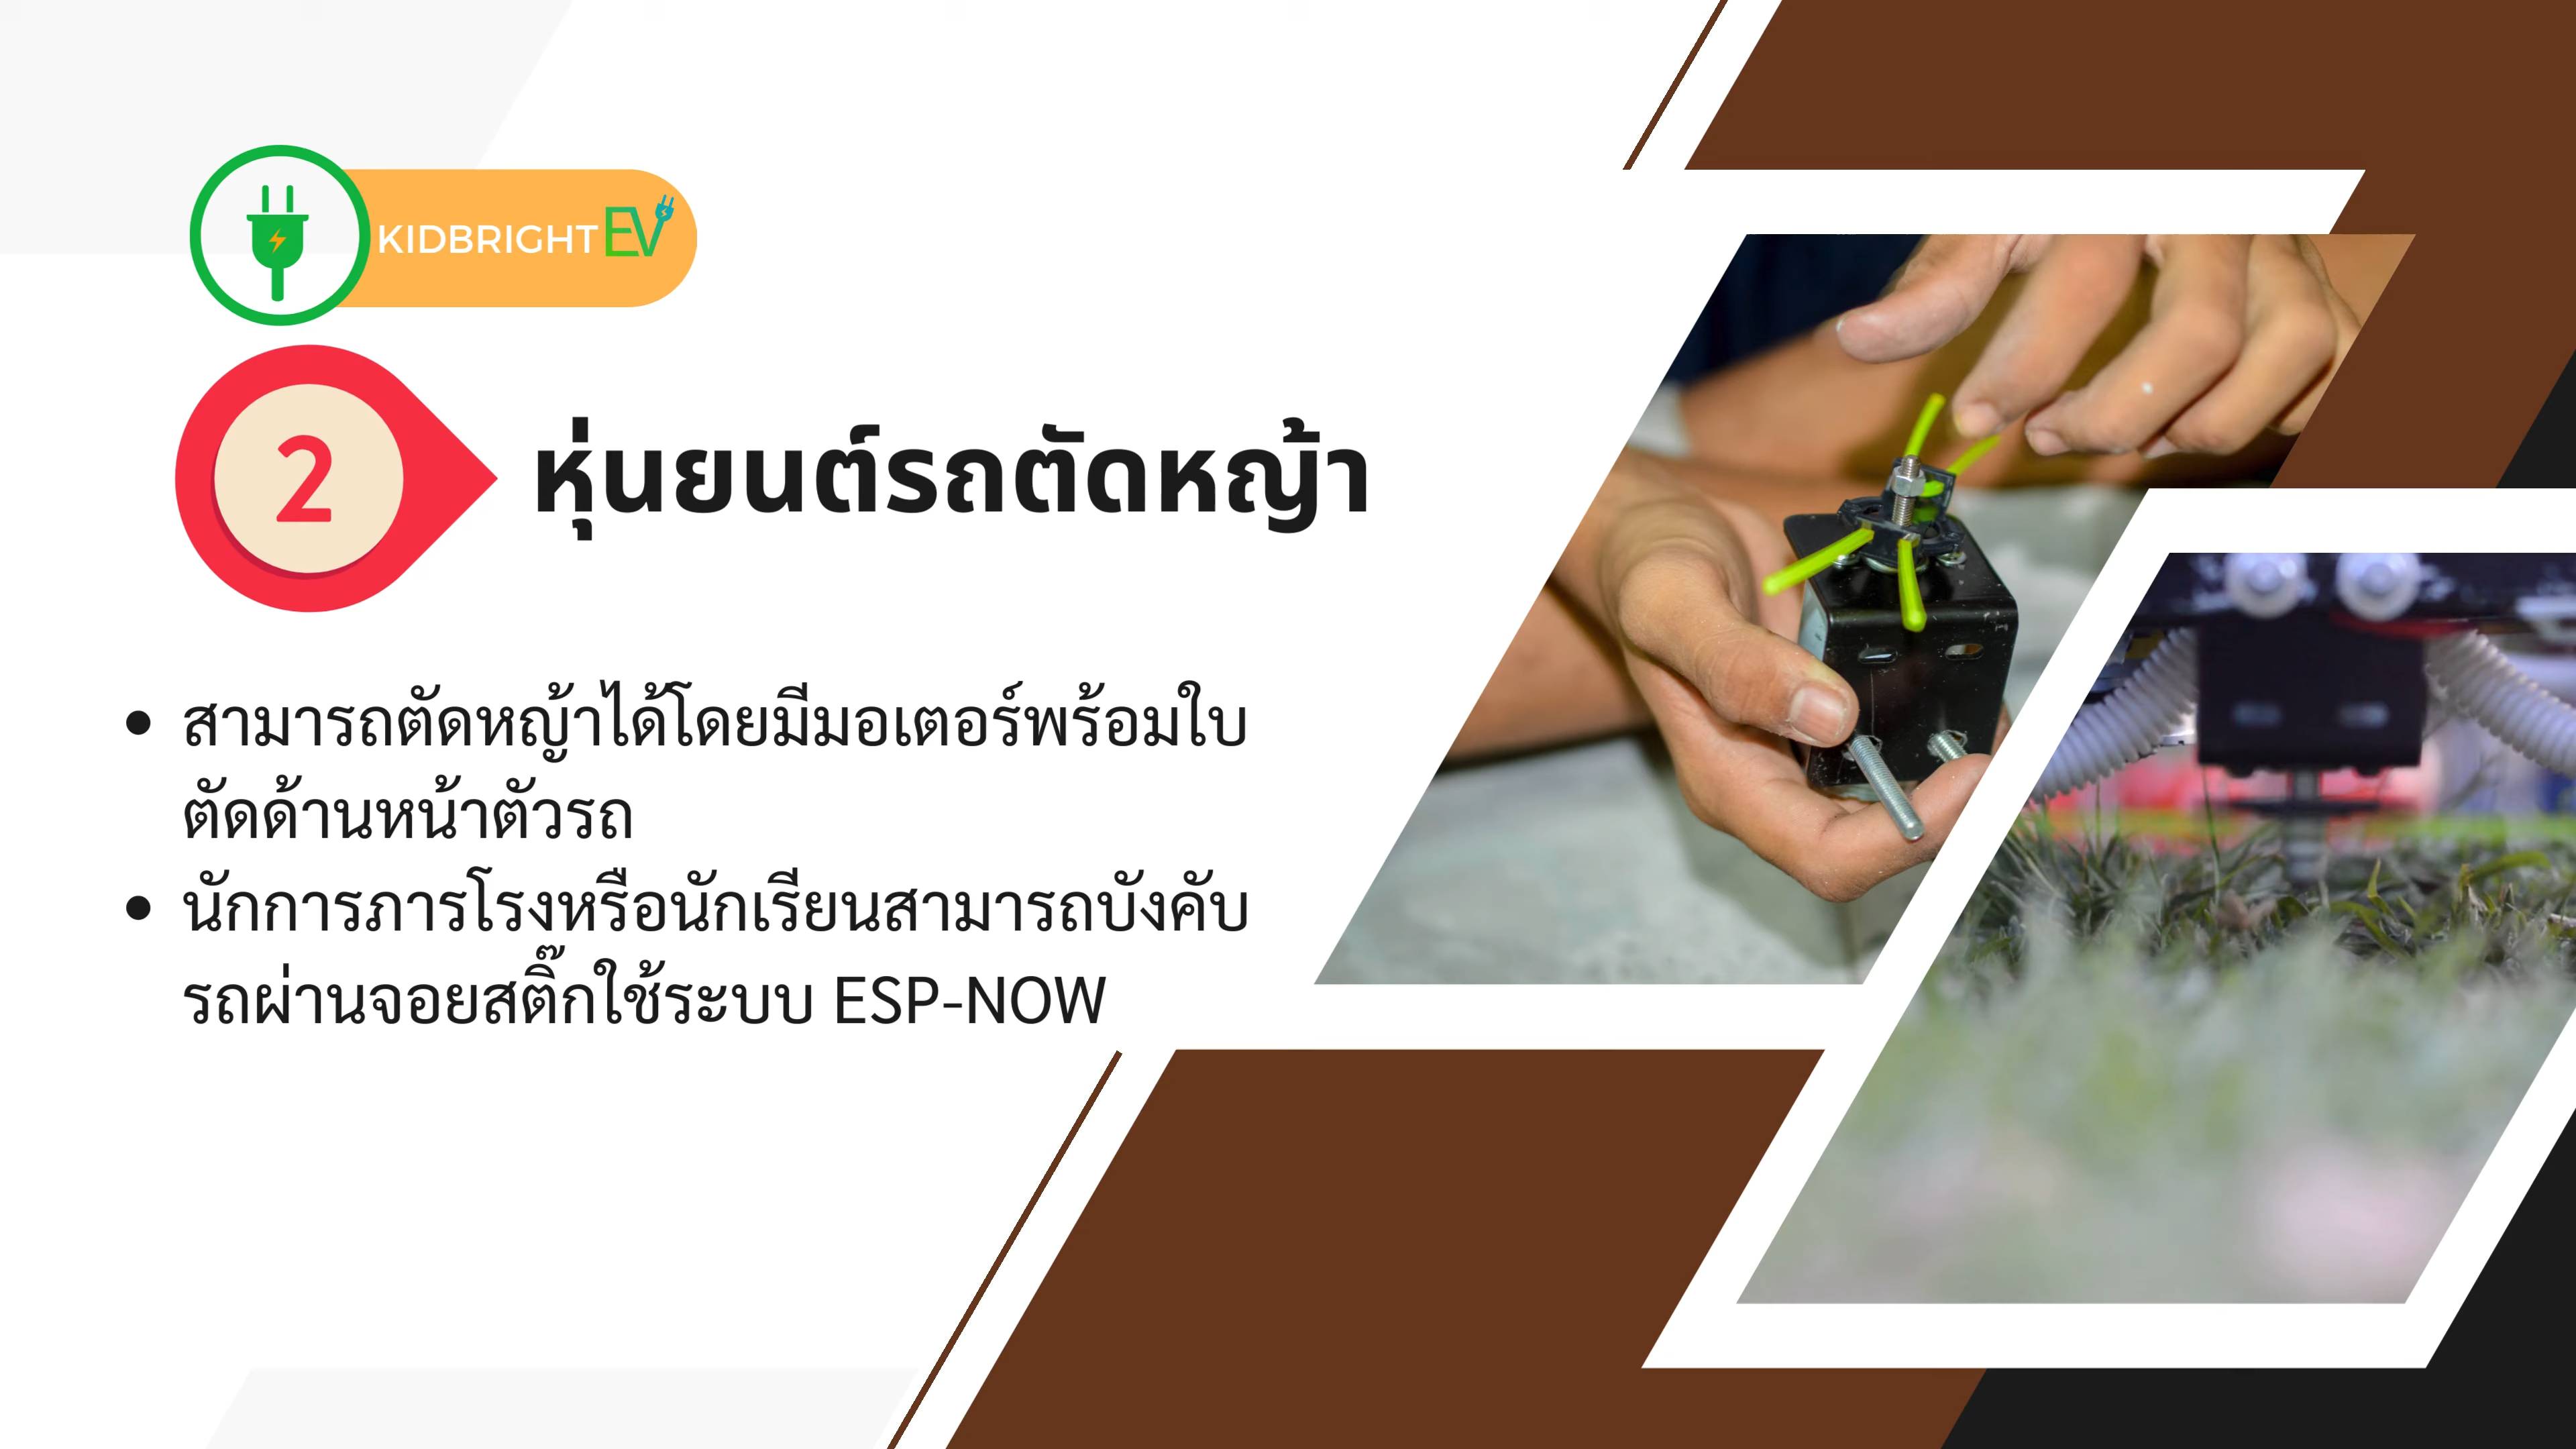 KIDBRIGHT EV
2
หุ่นยนต์รถตัดหญ้า
• สามารถตัดหญ้าได้โดยมีมอเตอร์พร้อมใบ
ตัดด้านหน้าตัวรถ
• นักการภารโรงหรือนักเรียนสามารถบังคับ
รถผ่านจอยสติ๊กใช้ระบบ ESP-NOW